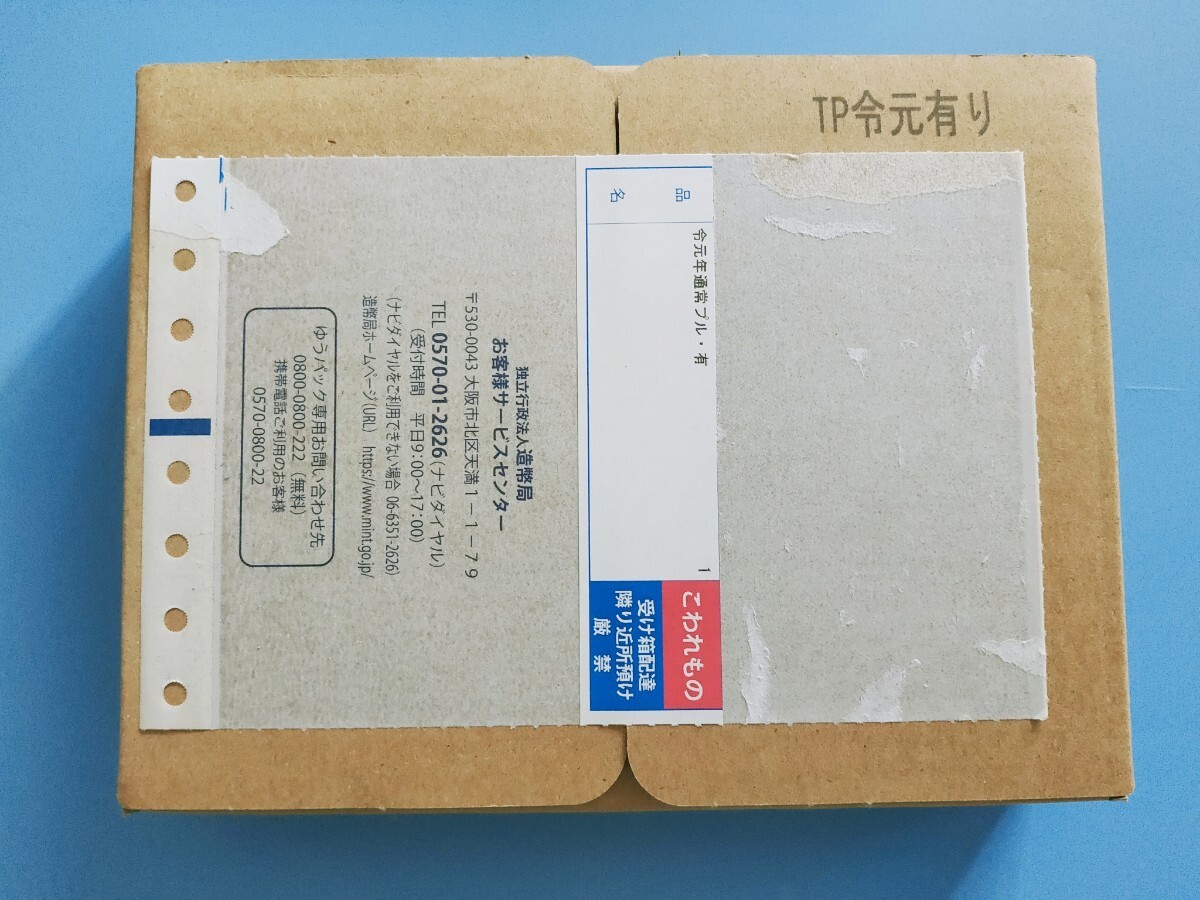 TP令元有り
品名
令元年通常プル・有
1
こわれもの
受け箱配達
隣り近所預け
厳禁
独立行政法人造幣局
お客様サービスセンター
〒530-0043 大阪市北区天満1-1-79
TEL 0570-01-2626(ナビダイヤル)
(受付時間 平日9:00～17:00)
(ナビダイヤルをご利用できない場合 06-6351-2626)
造幣局ホームページ(URL) https://www.mint.go.jp/
ゆうパック専用お問い合わせ先
0800-0800-222(無料)
携帯電話ご利用のお客様
0570-0800-22